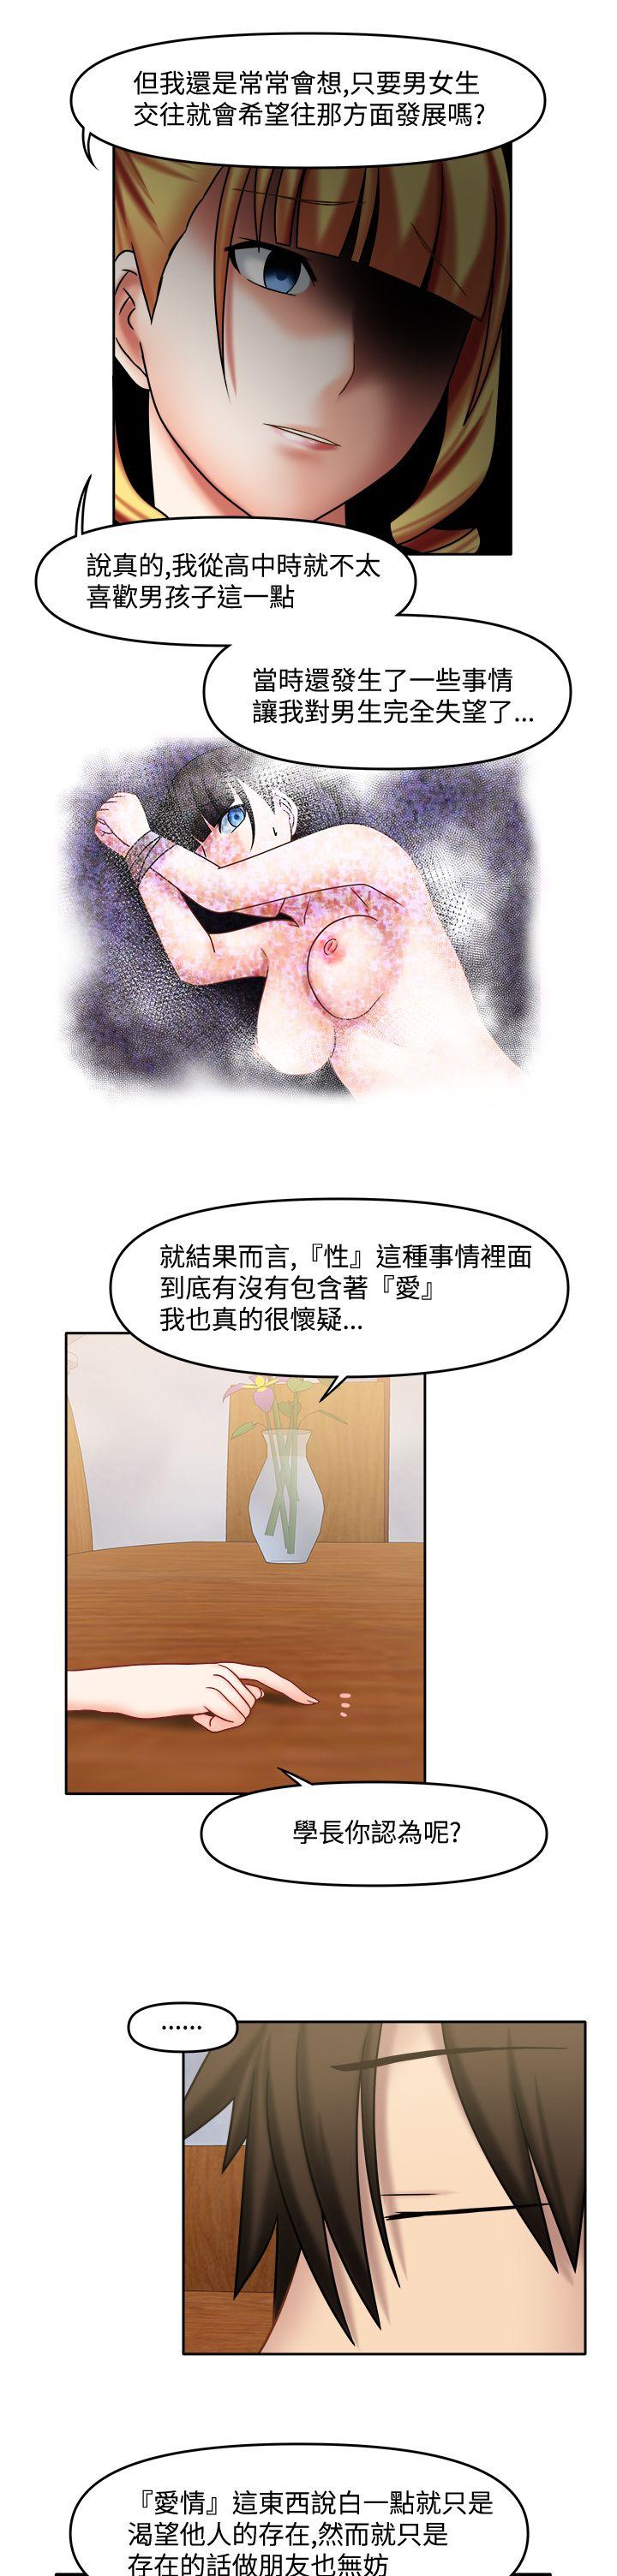 但我還是常常會想,只要男女生
交往就會希望往那方面發展嗎?
說真的,我從高中時就不太
喜歡男孩子這一點
當時還發生了一些事情
讓我對男生完全失望了...
就結果而言,『性』這種事情裡面
到底有沒有包含著『愛』
我也真的很懷疑...
學長你認為呢?
⋯⋯
『愛情』這東西說白一點就只是
渴望他人的存在,然而就只是
存在的話做朋友也無妨